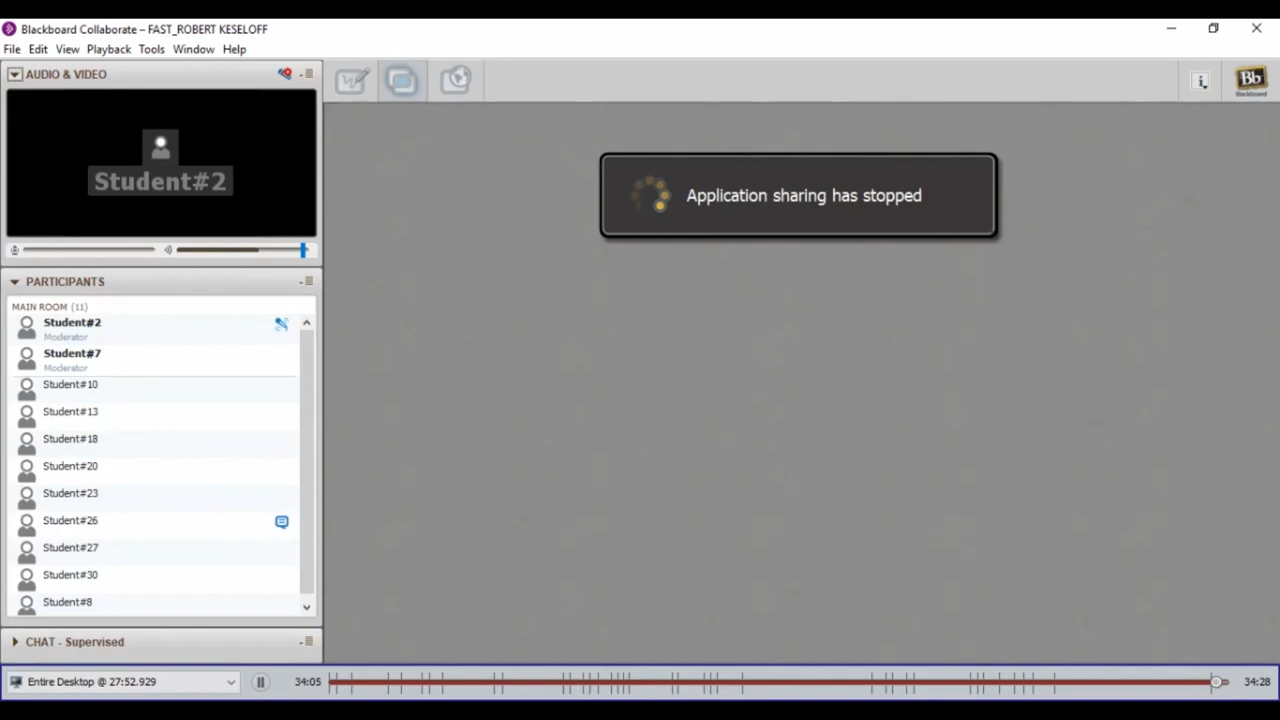 Blackboard Collaborate – FAST_ROBERT KESELOFF
File Edit View Playback Tools Window Help
AUDIO & VIDEO
Student#2
PARTICIPANTS
MAIN ROOM (11)
Student#2
Moderator
Student#7
Moderator
Student#10
Student#13
Student#18
Student#20
Student#23
Student#26
Student#27
Student#30
Student#8
CHAT - Supervised
Application sharing has stopped
i
Bb
Blackboard
Entire Desktop @ 27:52.929
34:05
34:28